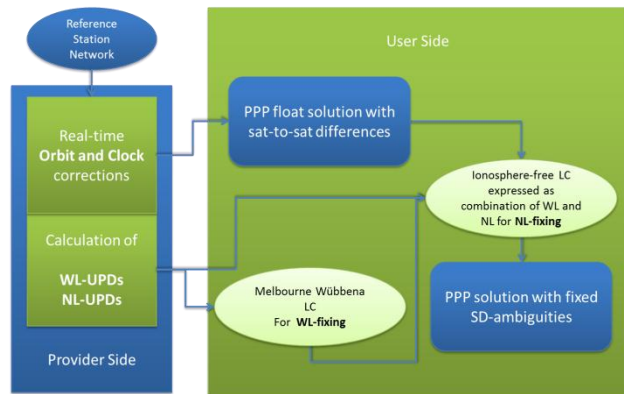 Reference
Station
Network
User Side
Real-time
Orbit and Clock
corrections
PPP float solution with
sat-to-sat differences
Ionosphere-free LC
expressed as
combination of WL and
NL for NL-fixing
Calculation of
WL-UPDs
NL-UPDs
Melbourne Wübbena
LC
For WL-fixing
PPP solution with fixed
SD-ambiguities
Provider Side